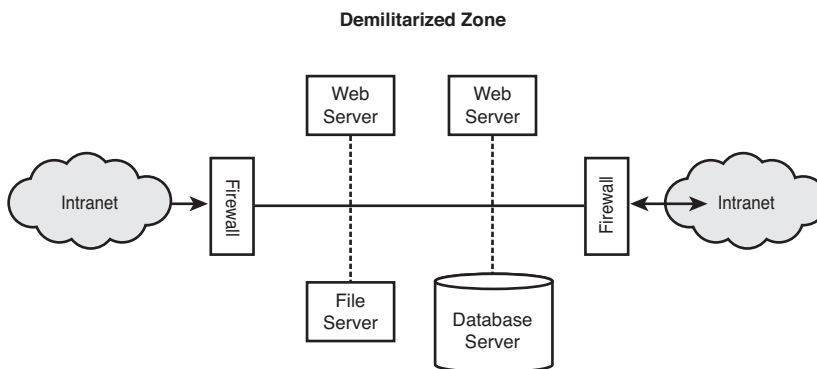 Demilitarized Zone
Web
Server
Web
Server
Intranet
Firewall
Firewall
Intranet
File
Server
Database
Server